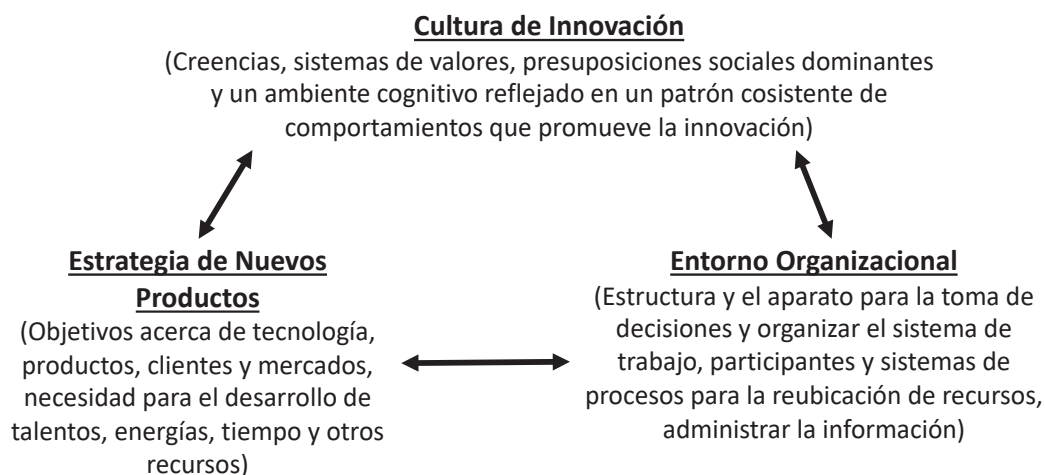 Cultura de Innovación
(Creencias, sistemas de valores, presuposiciones sociales dominantes
y un ambiente cognitivo reflejado en un patrón cosistente de
comportamientos que promueve la innovación)
Estrategia de Nuevos
Productos
(Objetivos acerca de tecnología,
productos, clientes y mercados,
necesidad para el desarrollo de
talentos, energías, tiempo y otros
recursos)
Entorno Organizacional
(Estructura y el aparato para la toma de
decisiones y organizar el sistema de
trabajo, participantes y sistemas de
procesos para la reubicación de recursos,
administrar la información)